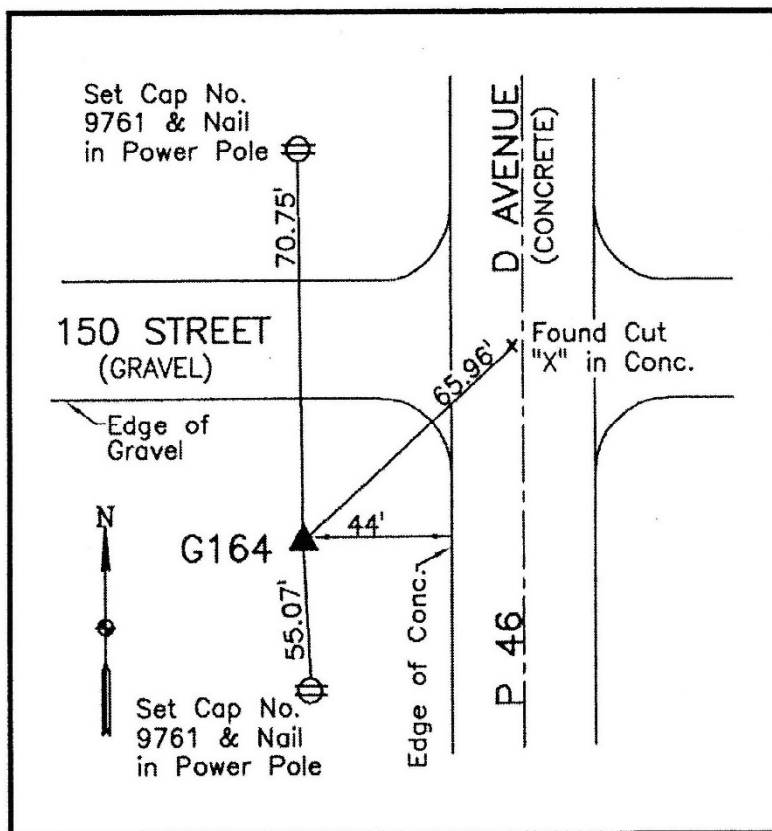 Set Cap No.
9761 & Nail
in Power Pole
70.75'
D AVENUE
(CONCRETE)
150 STREET
(GRAVEL)
Found Cut
"X" in Conc.
65.96'
Edge of
Gravel
N
G164
44'
55.07'
Edge of Conc.
P 46
Set Cap No.
9761 & Nail
in Power Pole